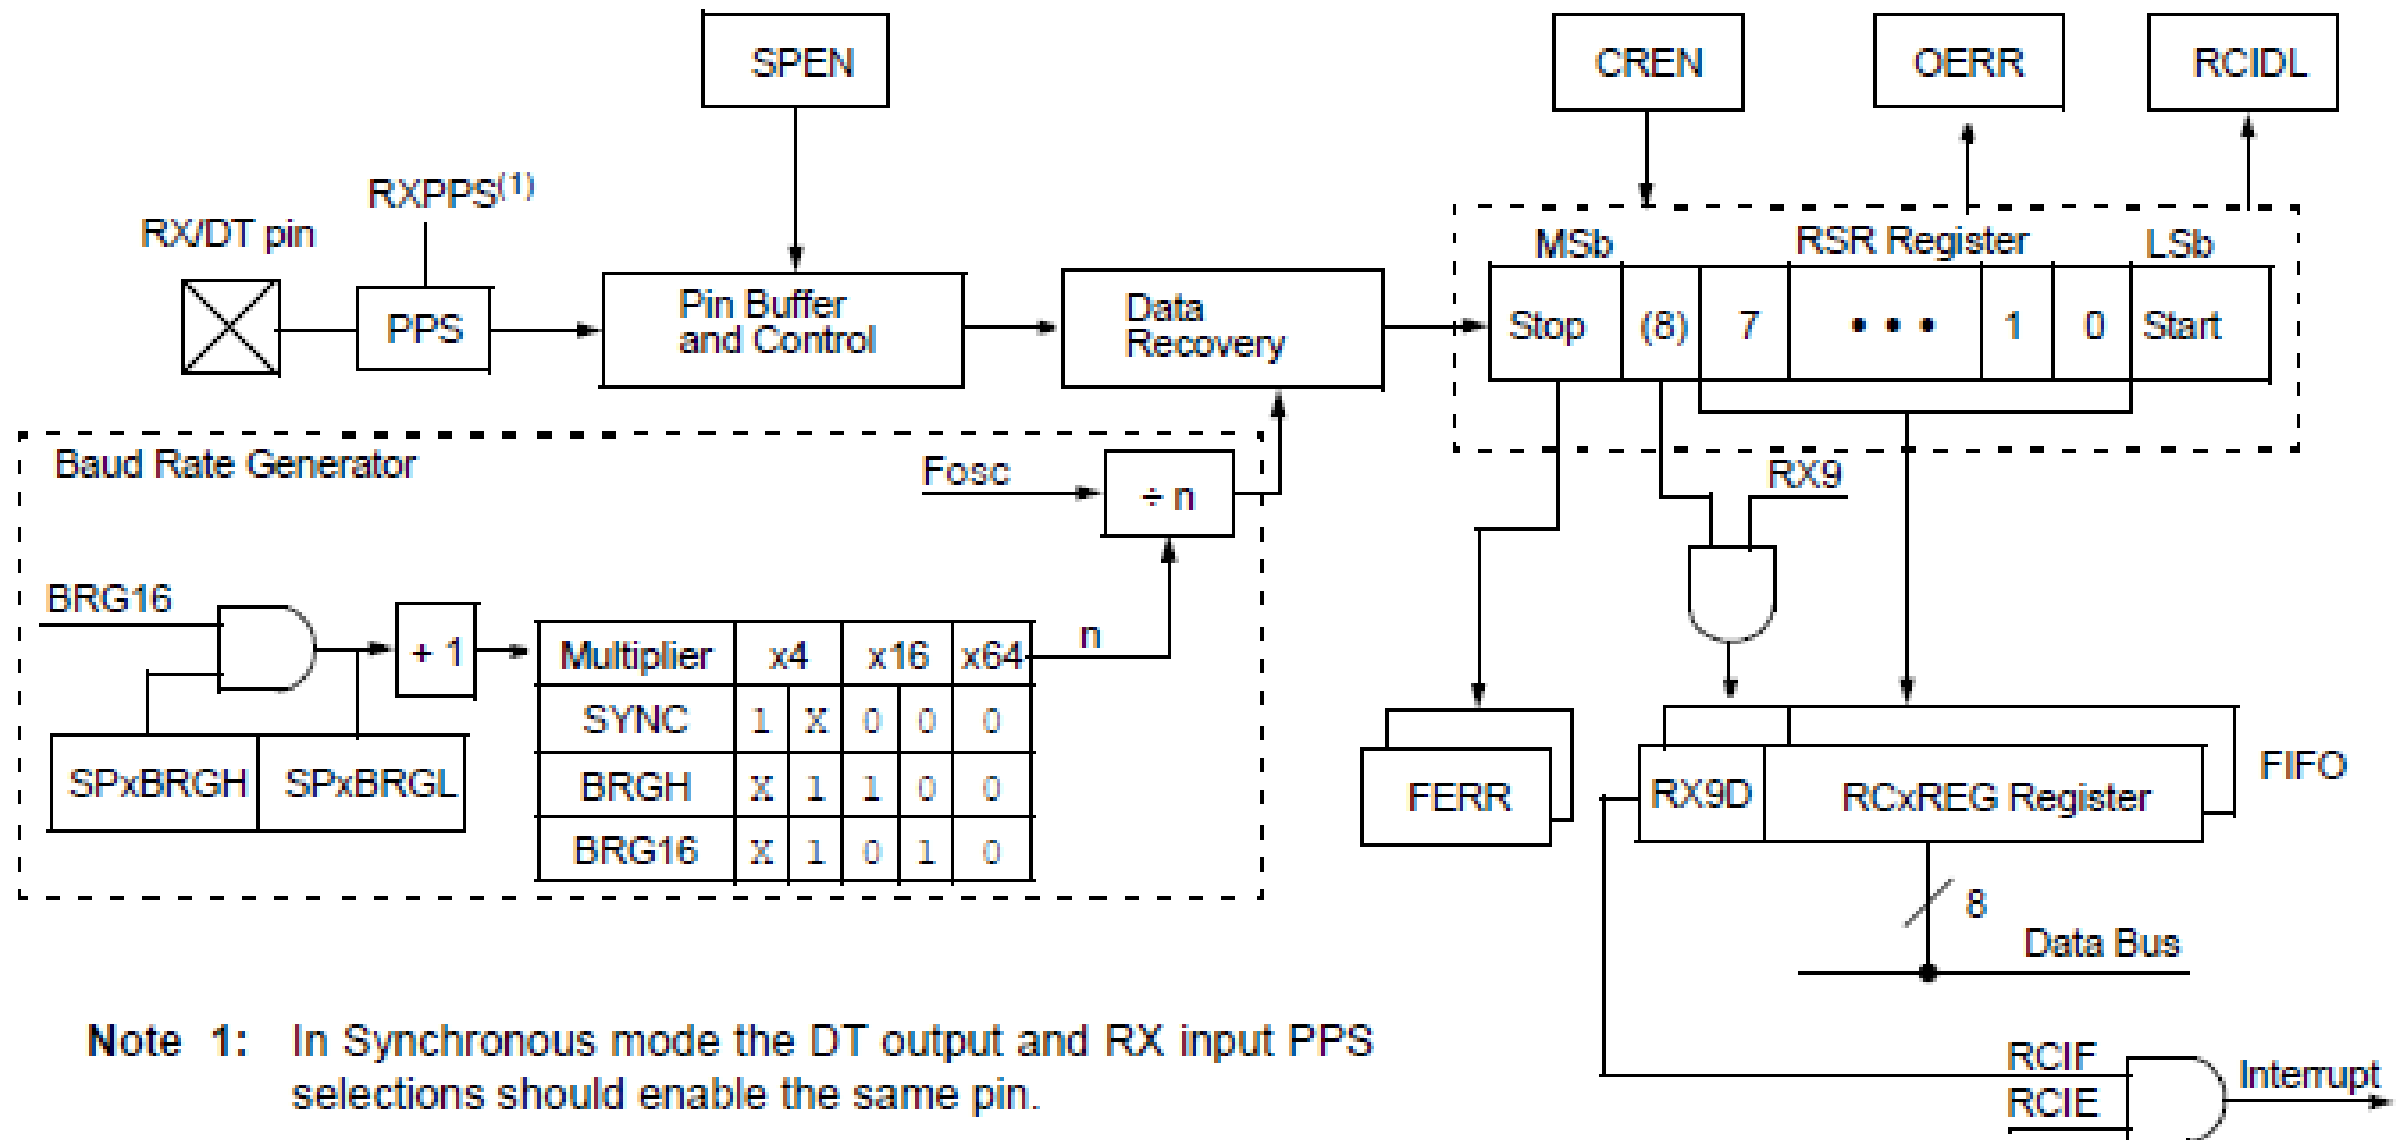 SPEN
CREN
OERR
RCIDL
RXPPS(1)
RX/DT pin
PPS
Pin Buffer
and Control
Data
Recovery
MSb
RSR Register
LSb
Stop
(8)
7
• • •
1
0
Start
Baud Rate Generator
Fosc
÷ n
RX9
BRG16
+ 1
n
Multiplier x4 x16 x64
SYNC 1 X 0 0 0
BRGH X 1 1 0 0
BRG16 X 1 0 1 0
SPxBRGH
SPxBRGL
FERR
RX9D
RCxREG Register
FIFO
8
Data Bus
RCIF
RCIE
Interrupt
Note 1: In Synchronous mode the DT output and RX input PPS
selections should enable the same pin.